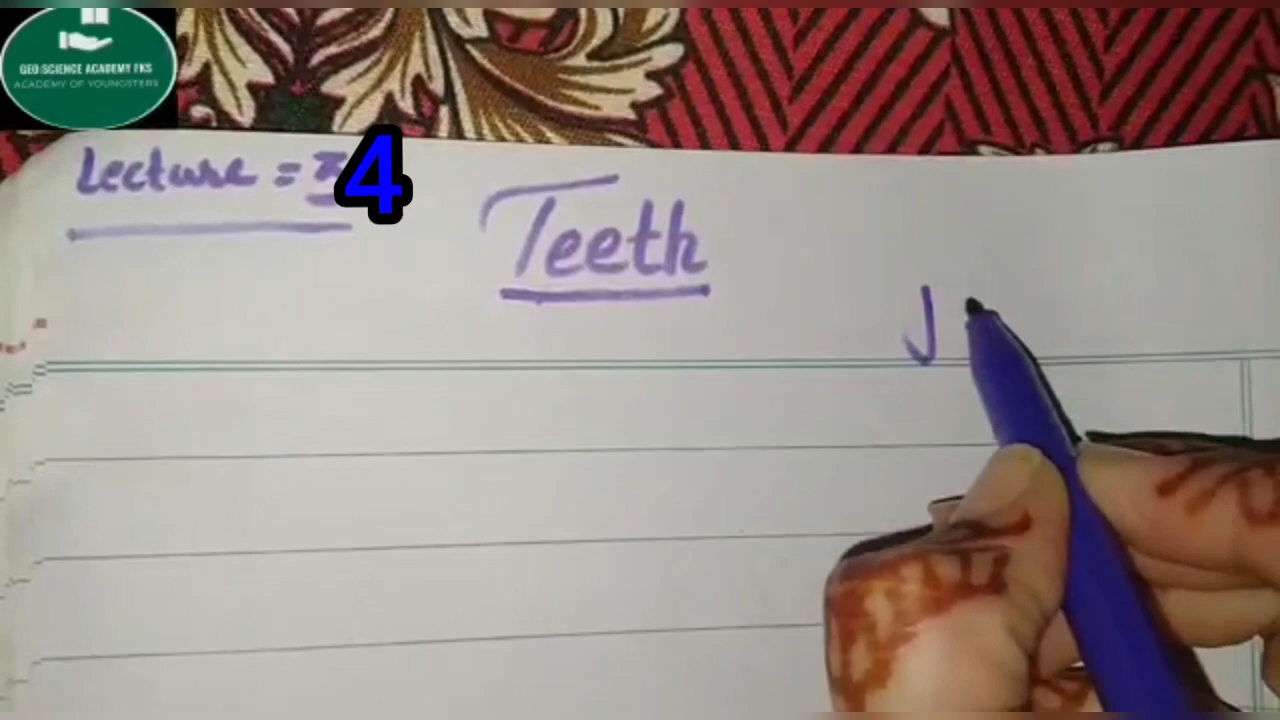 GEO SCIENCE ACADEMY FKS
ACADEMY OF YOUNGSTERS
Lecture = 4
Teeth